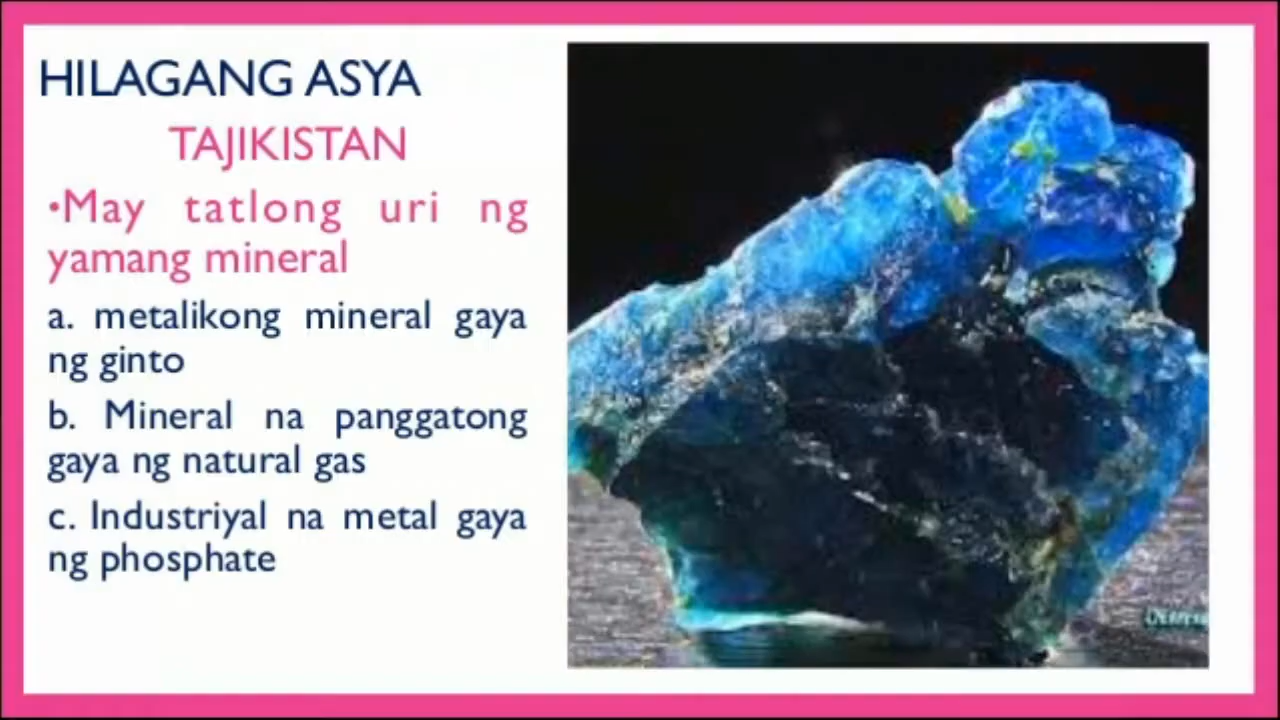 HILAGANG ASYA
TAJIKISTAN
•May tatlong uri ng
yamang mineral
a. metalikong mineral gaya
ng ginto
b. Mineral na panggatong
gaya ng natural gas
c. Industriyal na metal gaya
ng phosphate